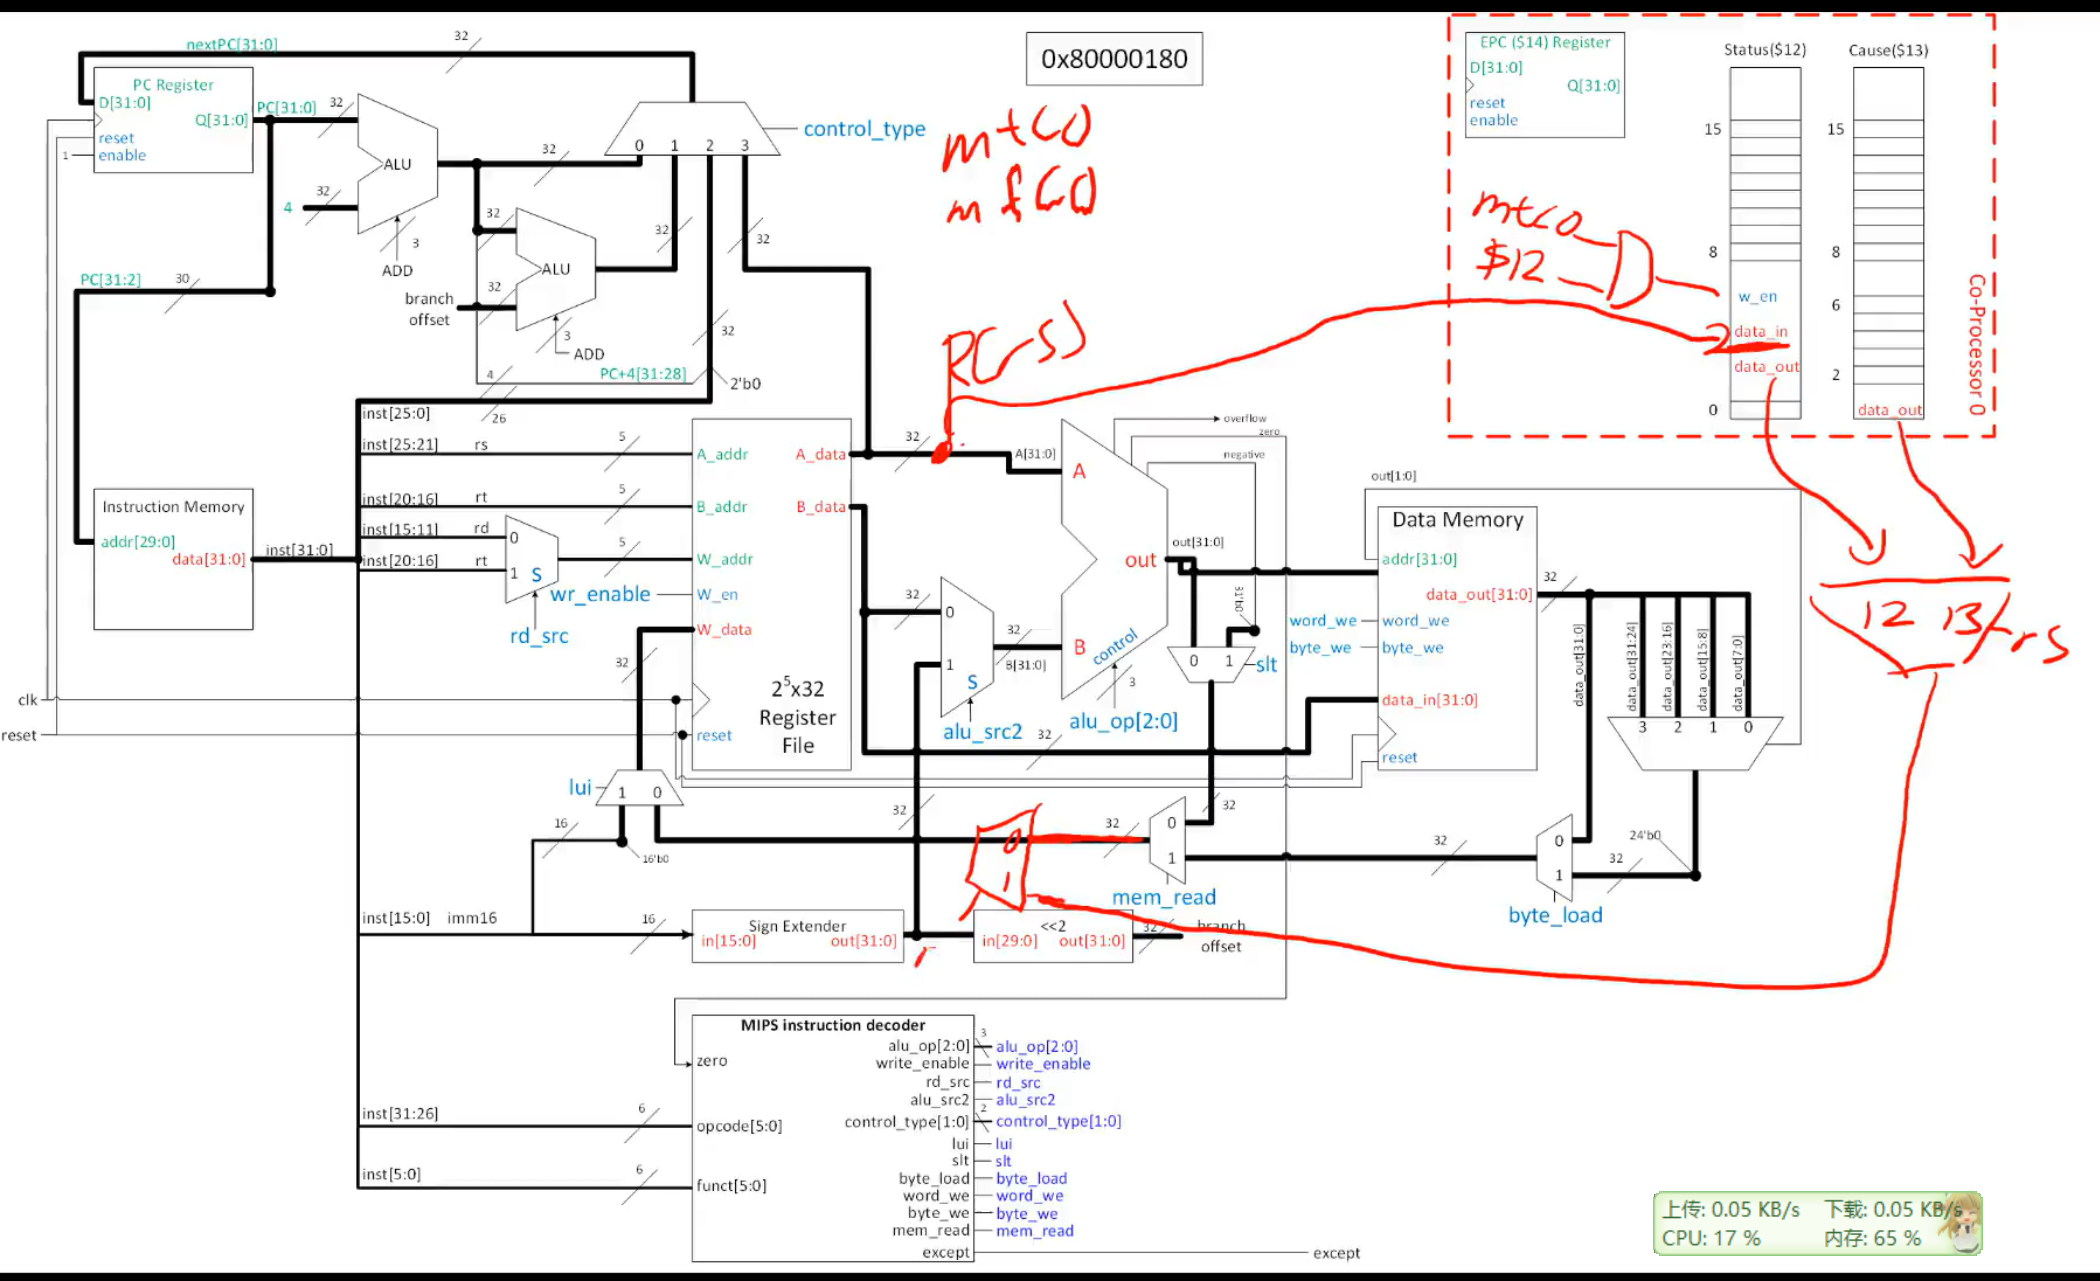 nextPC[31:0]
32
PC Register
D[31:0]
Q[31:0]
reset
enable
1
PC[31:0]
32
ALU
4
32
3
ADD
32
0 1 2 3
control_type
32
32
ALU
branch
offset
3
ADD
32
32
32
PC+4[31:28]
4
2'b0
PC[31:2]
30
0x80000180
mtC0
mfC0
EPC ($14) Register
D[31:0]
Q[31:0]
reset
enable
Status($12)
15
8
w_en
data_in
data_out
0
Cause($13)
15
8
6
2
data_out
Co-Processor 0
mtC0
$12
R(rs)
inst[25:0]
26
inst[25:21] rs
5
inst[20:16] rt
5
inst[15:11] rd
inst[20:16] rt
0
1 S
5
rd_src
Instruction Memory
addr[29:0]
data[31:0]
inst[31:0]
A_addr
A_data
B_addr
B_data
W_addr
wr_enable
W_en
W_data
32
2⁵x32
Register
File
reset
clk
reset
32
A[31:0]
A
overflow
zero
negative
out
out[31:0]
B
control
3
alu_op[2:0]
32
0
1
S
alu_src2
32
B[31:0]
32
31'b0
0 1
slt
out[1:0]
Data Memory
addr[31:0]
data_out[31:0]
word_we
word_we
byte_we
byte_we
data_in[31:0]
reset
32
data_out[31:0]
data_out[31:24]
data_out[23:16]
data_out[15:8]
data_out[7:0]
3 2 1 0
12 13
rs
lui
1 0
16
16'b0
32
0
1
32
0
1
mem_read
32
32
0
1
byte_load
24'b0
32
inst[15:0] imm16
16
Sign Extender
in[15:0]
out[31:0]
<<2
in[29:0]
out[31:0]
32
branch
offset
MIPS instruction decoder
zero
inst[31:26]
6
opcode[5:0]
inst[5:0]
6
funct[5:0]
alu_op[2:0] 3 alu_op[2:0]
write_enable write_enable
rd_src rd_src
alu_src2 alu_src2
control_type[1:0] 2 control_type[1:0]
lui lui
slt slt
byte_load byte_load
word_we word_we
byte_we byte_we
mem_read mem_read
except except
上传: 0.05 KB/s 下载: 0.05 KB/s
CPU: 17 % 内存: 65 %